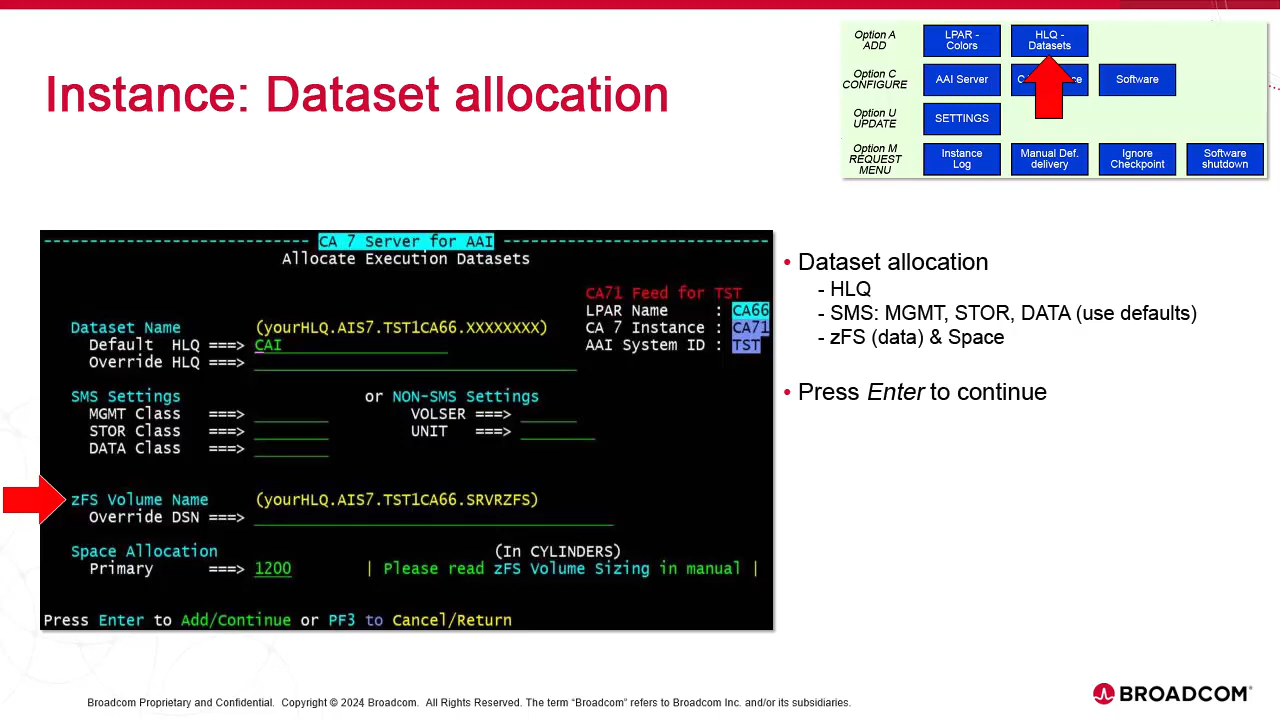 Instance: Dataset allocation
Option A
ADD
LPAR -
Colors
HLQ -
Datasets
Option C
CONFIGURE
AAI Server
Software
Option U
UPDATE
SETTINGS
Option M
REQUEST
MENU
Instance
Log
Manual Def.
delivery
Ignore
Checkpoint
Software
shutdown
----------------------------- CA 7 Server for AAI -----------------------------
Allocate Execution Datasets
CA71 Feed for TST
LPAR Name : CA66
Dataset Name (yourHLQ.AIS7.TST1CA66.XXXXXXXX) CA 7 Instance : CA71
Default HLQ ===> CAI AAI System ID : TST
Override HLQ ===>
SMS Settings or NON-SMS Settings
MGMT Class ===> VOLSER ===>
STOR Class ===> UNIT ===>
DATA Class ===>
zFS Volume Name (yourHLQ.AIS7.TST1CA66.SRVRZFS)
Override DSN ===>
Space Allocation (In CYLINDERS)
Primary ===> 1200 | Please read zFS Volume Sizing in manual |
Press Enter to Add/Continue or PF3 to Cancel/Return
• Dataset allocation
- HLQ
- SMS: MGMT, STOR, DATA (use defaults)
- zFS (data) & Space
• Press Enter to continue
Broadcom Proprietary and Confidential. Copyright © 2024 Broadcom. All Rights Reserved. The term “Broadcom” refers to Broadcom Inc. and/or its subsidiaries.
BROADCOM®